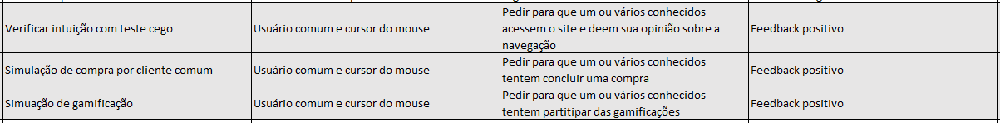 Verificar intuição com teste cego
Usuário comum e cursor do mouse
Pedir para que um ou vários conhecidos
acessem o site e deem sua opinião sobre a
navegação
Feedback positivo
Simulação de compra por cliente comum
Usuário comum e cursor do mouse
Pedir para que um ou vários conhecidos
tentem concluir uma compra
Feedback positivo
Simuação de gamificação
Usuário comum e cursor do mouse
Pedir para que um ou vários conhecidos
tentem partitipar das gamificações
Feedback positivo